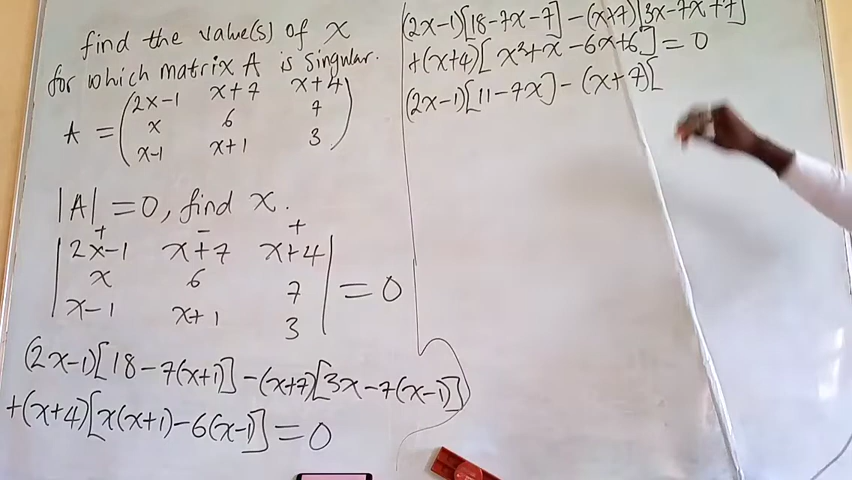 find the value(s) of x
for which matrix A is singular.
A = (2x-1 x+7 x+4
x 6 7
x-1 x+1 3)
|A| = 0, find x.
+ - +
|2x-1 x+7 x+4|
x 6 7 = 0
x-1 x+1 3
(2x-1)[18-7(x+1)] -(x+7)[3x-7(x-1)]
+(x+4)[x(x+1)-6(x-1)] = 0
(2x-1)[18-7x-7] -(x+7)[3x-7x+7]
+(x+4)[x²+x-6x+6] = 0
(2x-1)[11-7x] - (x+7)[